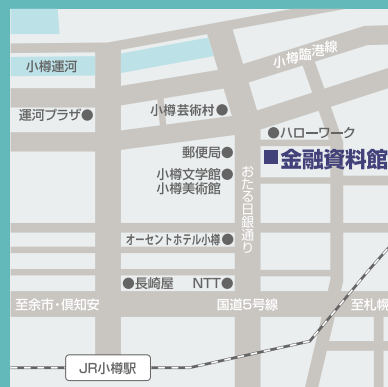 小樽運河
小樽臨港線
運河プラザ
小樽芸術村
ハローワーク
郵便局
金融資料館
小樽文学館
小樽美術館
おたる日銀通り
オーセントホテル小樽
長崎屋
NTT
至余市・倶知安
国道5号線
至札幌
JR小樽駅